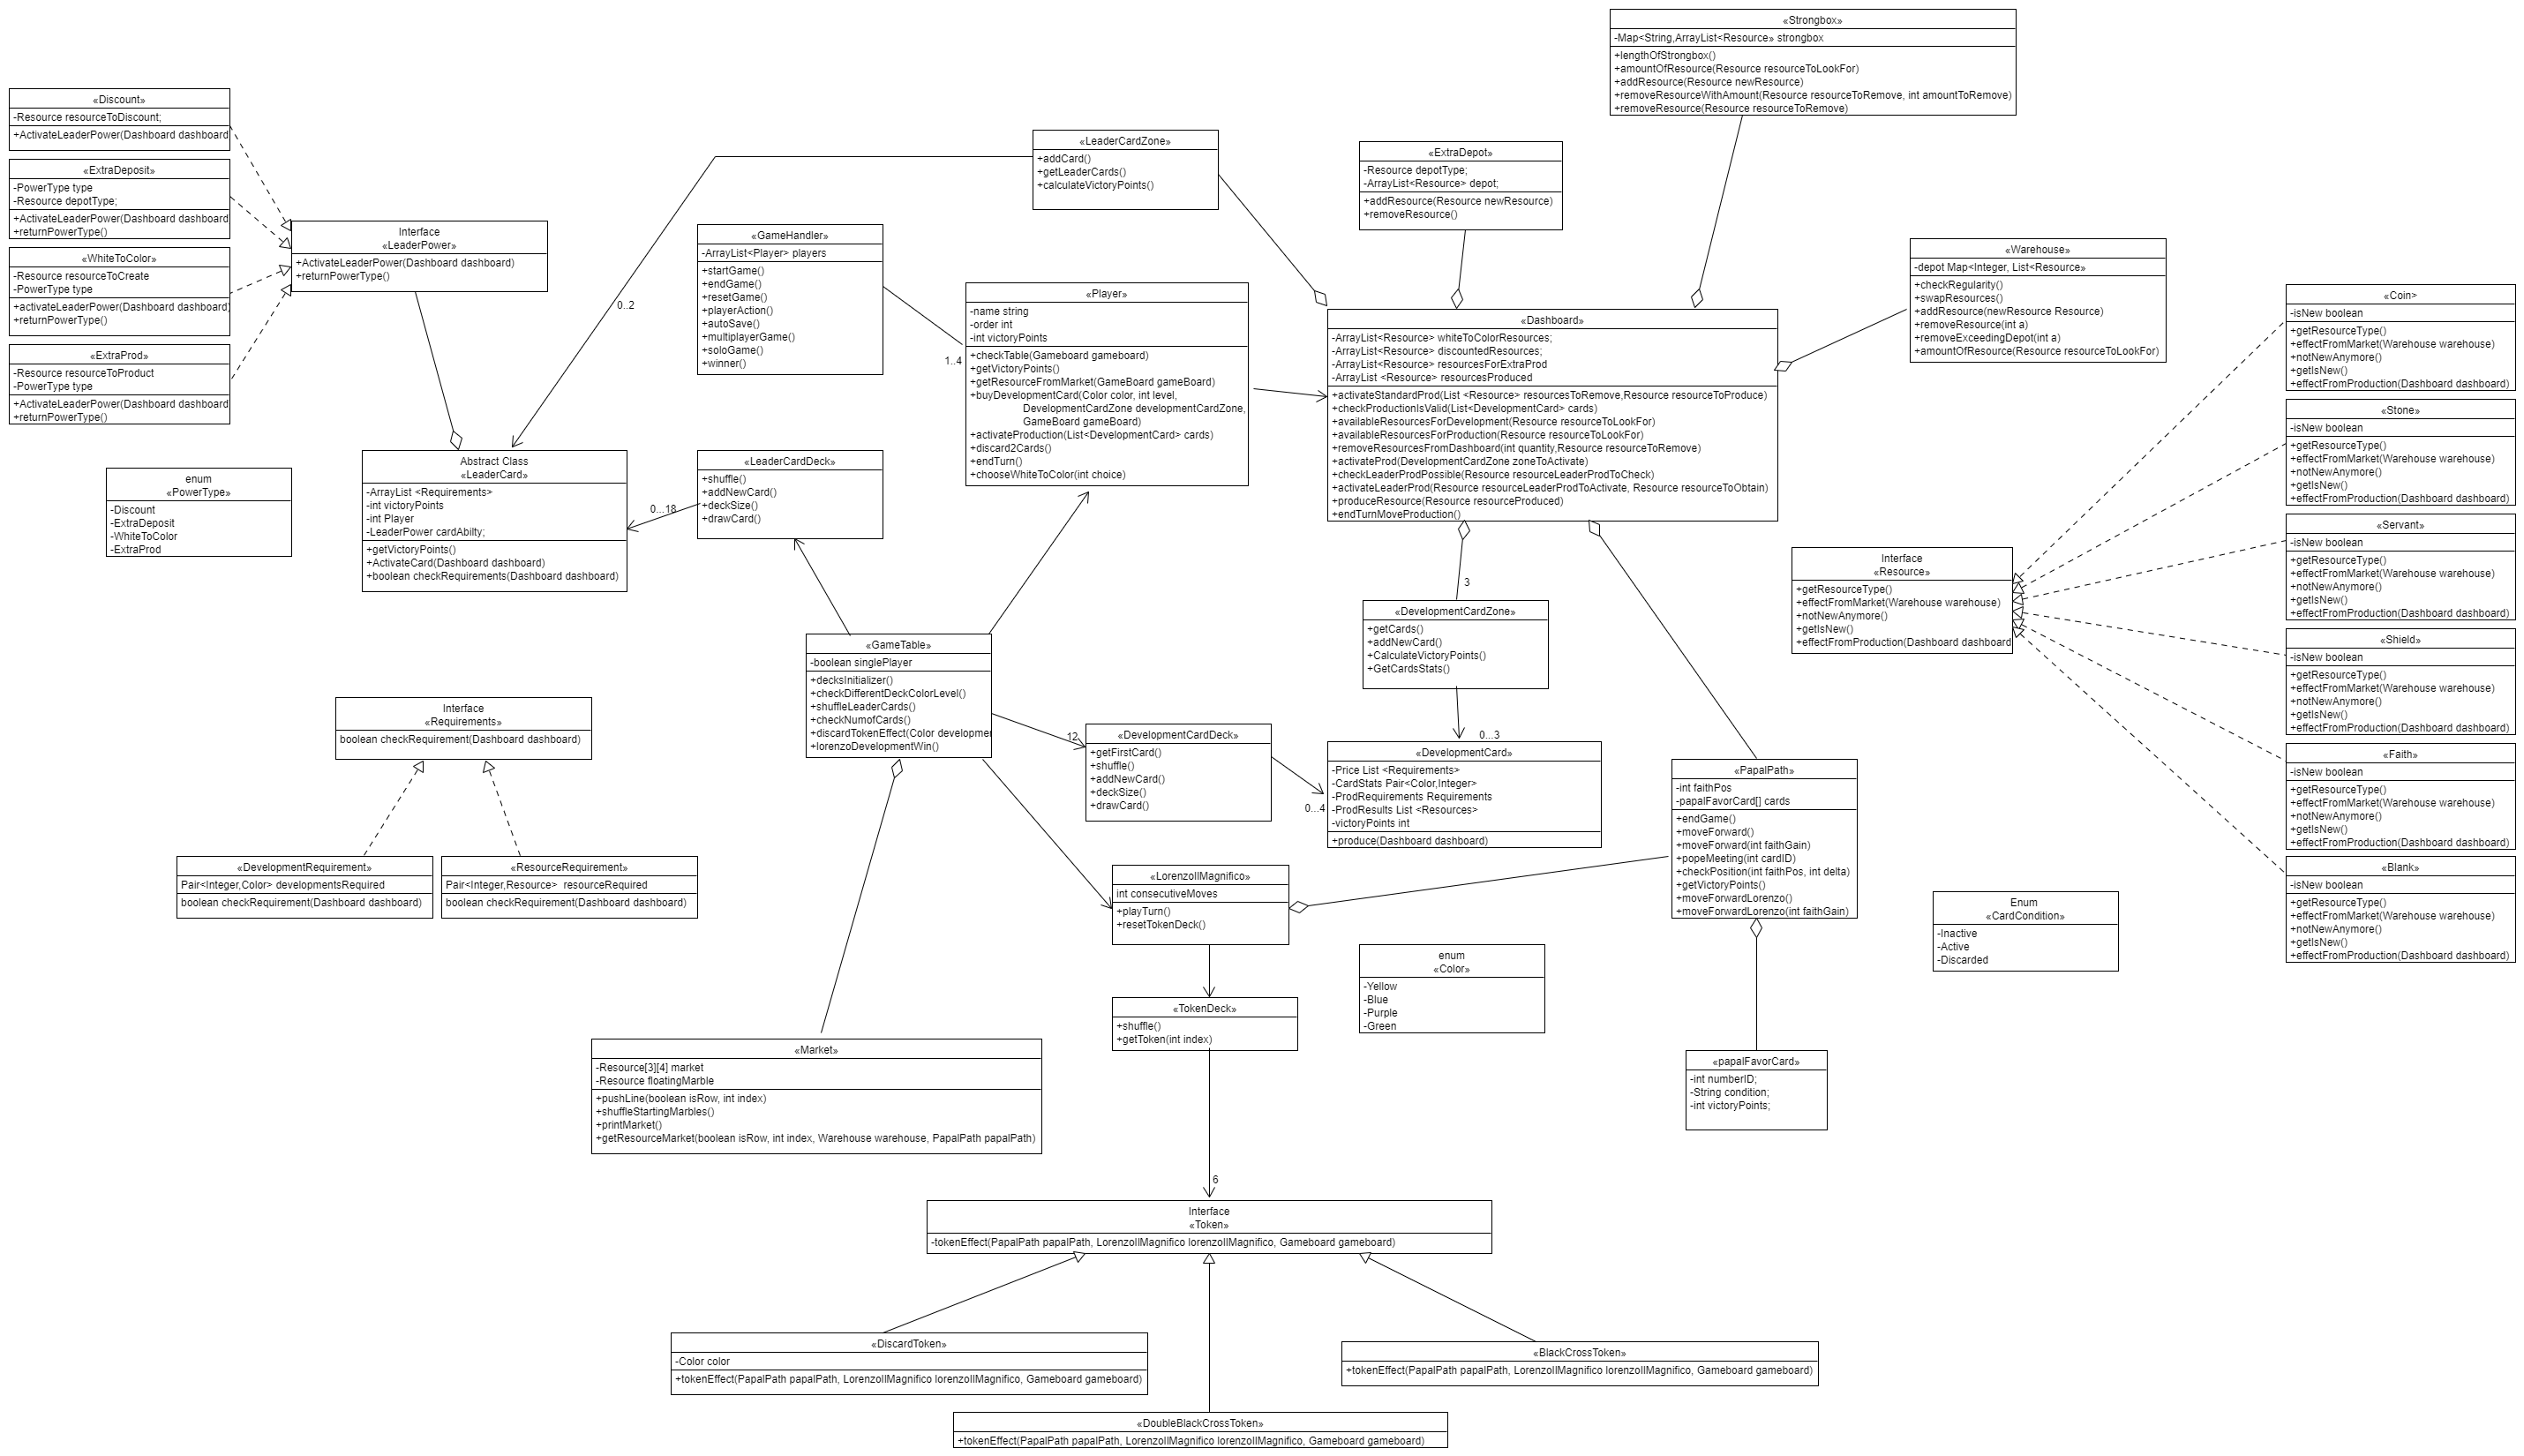 «Strongbox»
-Map<String,ArrayList<Resource» strongbox
+lengthOfStrongbox()
+amountOfResource(Resource resourceToLookFor)
+addResource(Resource newResource)
+removeResourceWithAmount(Resource resourceToRemove, int amountToRemove)
+removeResource(Resource resourceToRemove)
«Discount»
-Resource resourceToDiscount;
+ActivateLeaderPower(Dashboard dashboard
«ExtraDeposit»
-PowerType type
-Resource depotType;
+ActivateLeaderPower(Dashboard dashboard
+returnPowerType()
«WhiteToColor»
-Resource resourceToCreate
-PowerType type
+activateLeaderPower(Dashboard dashboard)
+returnPowerType()
«ExtraProd»
-Resource resourceToProduct
-PowerType type
+ActivateLeaderPower(Dashboard dashboard
+returnPowerType()
Interface
«LeaderPower»
+ActivateLeaderPower(Dashboard dashboard)
+returnPowerType()
«LeaderCardZone»
+addCard()
+getLeaderCards()
+calculateVictoryPoints()
0...2
«ExtraDepot»
-Resource depotType;
-ArrayList<Resource> depot;
+addResource(Resource newResource)
+removeResource()
«GameHandler»
-ArrayList<Player> players
+startGame()
+endGame()
+resetGame()
+playerAction()
+autoSave()
+multiplayerGame()
+soloGame()
+winner()
1..4
«Player»
-name string
-order int
-int victoryPoints
+checkTable(Gameboard gameboard)
+getVictoryPoints()
+getResourceFromMarket(GameBoard gameBoard)
+buyDevelopmentCard(Color color, int level,
DevelopmentCardZone developmentCardZone,
GameBoard gameBoard)
+activateProduction(List<DevelopmentCard> cards)
+discard2Cards()
+endTurn()
+chooseWhiteToColor(int choice)
«Dashboard»
-ArrayList<Resource> whiteToColorResources;
-ArrayList<Resource> discountedResources;
-ArrayList<Resource> resourcesForExtraProd
-ArrayList <Resource> resourcesProduced
+activateStandardProd(List <Resource> resourcesToRemove,Resource resourceToProduce)
+checkProductionIsValid(List<DevelopmentCard> cards)
+availableResourcesForDevelopment(Resource resourceToLookFor)
+availableResourcesForProduction(Resource resourceToLookFor)
+removeResourcesFromDashboard(int quantity,Resource resourceToRemove)
+activateProd(DevelopmentCardZone zoneToActivate)
+checkLeaderProdPossible(Resource resourceLeaderProdToCheck)
+activateLeaderProd(Resource resourceLeaderProdToActivate, Resource resourceToObtain)
+produceResource(Resource resourceProduced)
+endTurnMoveProduction()
«Warehouse»
-depot Map<Integer, List<Resource»
+checkRegularity()
+swapResources()
+addResource(newResource Resource)
+removeResource(int a)
+removeExceedingDepot(int a)
+amountOfResource(Resource resourceToLookFor)
«Coin>
-isNew boolean
+getResourceType()
+effectFromMarket(Warehouse warehouse)
+notNewAnymore()
+getIsNew()
+effectFromProduction(Dashboard dashboard)
«Stone»
-isNew boolean
+getResourceType()
+effectFromMarket(Warehouse warehouse)
+notNewAnymore()
+getIsNew()
+effectFromProduction(Dashboard dashboard)
«Servant»
-isNew boolean
+getResourceType()
+effectFromMarket(Warehouse warehouse)
+notNewAnymore()
+getIsNew()
+effectFromProduction(Dashboard dashboard)
«Shield»
-isNew boolean
+getResourceType()
+effectFromMarket(Warehouse warehouse)
+notNewAnymore()
+getIsNew()
+effectFromProduction(Dashboard dashboard)
«Faith»
-isNew boolean
+getResourceType()
+effectFromMarket(Warehouse warehouse)
+notNewAnymore()
+getIsNew()
+effectFromProduction(Dashboard dashboard)
«Blank»
-isNew boolean
+getResourceType()
+effectFromMarket(Warehouse warehouse)
+notNewAnymore()
+getIsNew()
+effectFromProduction(Dashboard dashboard)
Interface
«Resource»
+getResourceType()
+effectFromMarket(Warehouse warehouse)
+notNewAnymore()
+getIsNew()
+effectFromProduction(Dashboard dashboard
enum
«PowerType»
-Discount
-ExtraDeposit
-WhiteToColor
-ExtraProd
Abstract Class
«LeaderCard»
-ArrayList <Requirements>
-int victoryPoints
-int Player
-LeaderPower cardAbilty;
+getVictoryPoints()
+ActivateCard(Dashboard dashboard)
+boolean checkRequirements(Dashboard dashboard)
0...18
«LeaderCardDeck»
+shuffle()
+addNewCard()
+deckSize()
+drawCard()
3
«DevelopmentCardZone»
+getCards()
+addNewCard()
+CalculateVictoryPoints()
+GetCardsStats()
0...3
«GameTable»
-boolean singlePlayer
+decksInitializer()
+checkDifferentDeckColorLevel()
+shuffleLeaderCards()
+checkNumofCards()
+discardTokenEffect(Color developmen
+lorenzoDevelopmentWin()
12
«DevelopmentCardDeck»
+getFirstCard()
+shuffle()
+addNewCard()
+deckSize()
+drawCard()
0...4
«DevelopmentCard»
-Price List <Requirements>
-CardStats Pair<Color,Integer>
-ProdRequirements Requirements
-ProdResults List <Resources>
-victoryPoints int
+produce(Dashboard dashboard)
«PapalPath»
-int faithPos
-papalFavorCard[] cards
+endGame()
+moveForward()
+moveForward(int faithGain)
+popeMeeting(int cardID)
+checkPosition(int faithPos, int delta)
+getVictoryPoints()
+moveForwardLorenzo()
+moveForwardLorenzo(int faithGain)
Interface
«Requirements»
boolean checkRequirement(Dashboard dashboard)
«DevelopmentRequirement»
Pair<Integer,Color> developmentsRequired
boolean checkRequirement(Dashboard dashboard)
«ResourceRequirement»
Pair<Integer,Resource>  resourceRequired
boolean checkRequirement(Dashboard dashboard)
«LorenzoIlMagnifico»
int consecutiveMoves
+playTurn()
+resetTokenDeck()
Enum
«CardCondition»
-Inactive
-Active
-Discarded
enum
«Color»
-Yellow
-Blue
-Purple
-Green
«TokenDeck»
+shuffle()
+getToken(int index)
«Market»
-Resource[3][4] market
-Resource floatingMarble
+pushLine(boolean isRow, int index)
+shuffleStartingMarbles()
+printMarket()
+getResourceMarket(boolean isRow, int index, Warehouse warehouse, PapalPath papalPath)
«papalFavorCard»
-int numberID;
-String condition;
-int victoryPoints;
6
Interface
«Token»
-tokenEffect(PapalPath papalPath, LorenzoIlMagnifico lorenzoIlMagnifico, Gameboard gameboard)
«DiscardToken»
-Color color
+tokenEffect(PapalPath papalPath, LorenzoIlMagnifico lorenzoIlMagnifico, Gameboard gameboard)
«BlackCrossToken»
+tokenEffect(PapalPath papalPath, LorenzoIlMagnifico lorenzoIlMagnifico, Gameboard gameboard)
«DoubleBlackCrossToken»
+tokenEffect(PapalPath papalPath, LorenzoIlMagnifico lorenzoIlMagnifico, Gameboard gameboard)